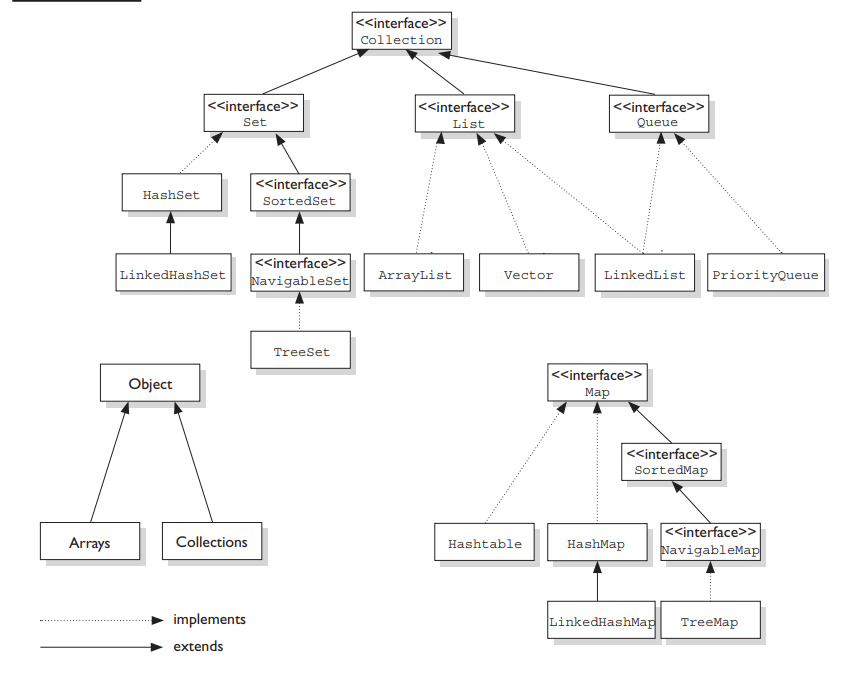 <<interface>>
Collection
<<interface>>
Set
<<interface>>
List
<<interface>>
Queue
HashSet
<<interface>>
SortedSet
LinkedHashSet
<<interface>>
NavigableSet
ArrayList
Vector
LinkedList
PriorityQueue
TreeSet
Object
<<interface>>
Map
<<interface>>
SortedMap
Arrays
Collections
Hashtable
HashMap
<<interface>>
NavigableMap
LinkedHashMap
TreeMap
implements
extends